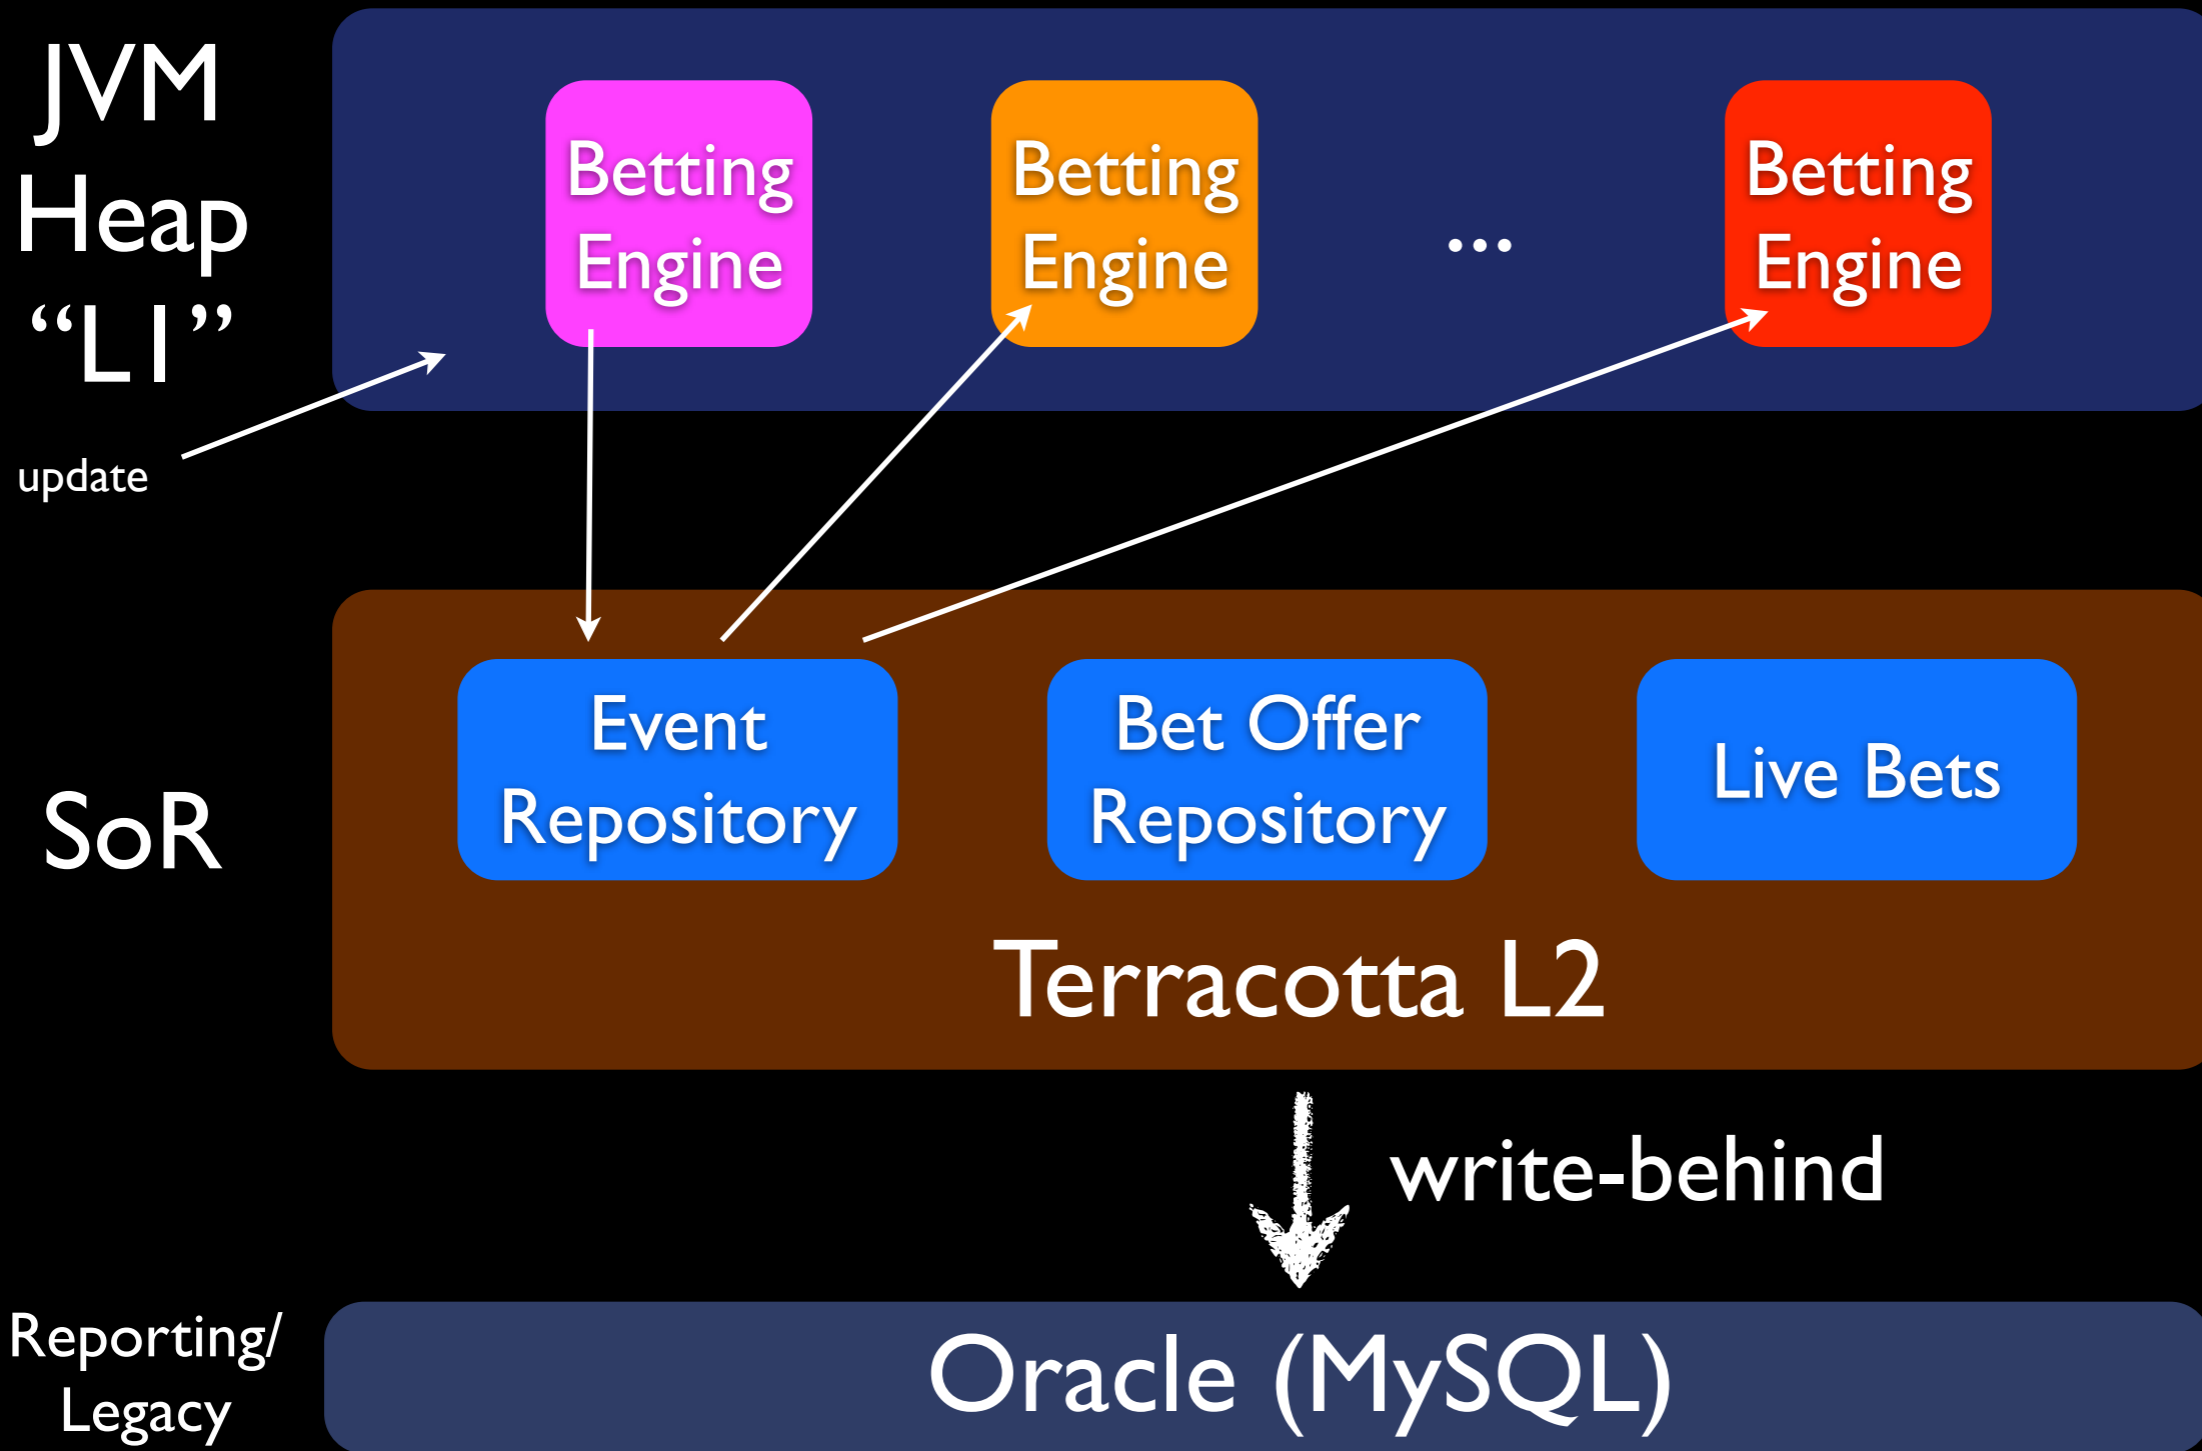 JVM
Heap
“L1”
update
Betting
Engine
Betting
Engine
...
Betting
Engine
SoR
Event
Repository
Bet Offer
Repository
Live Bets
Terracotta L2
write-behind
Reporting/
Legacy
Oracle (MySQL)